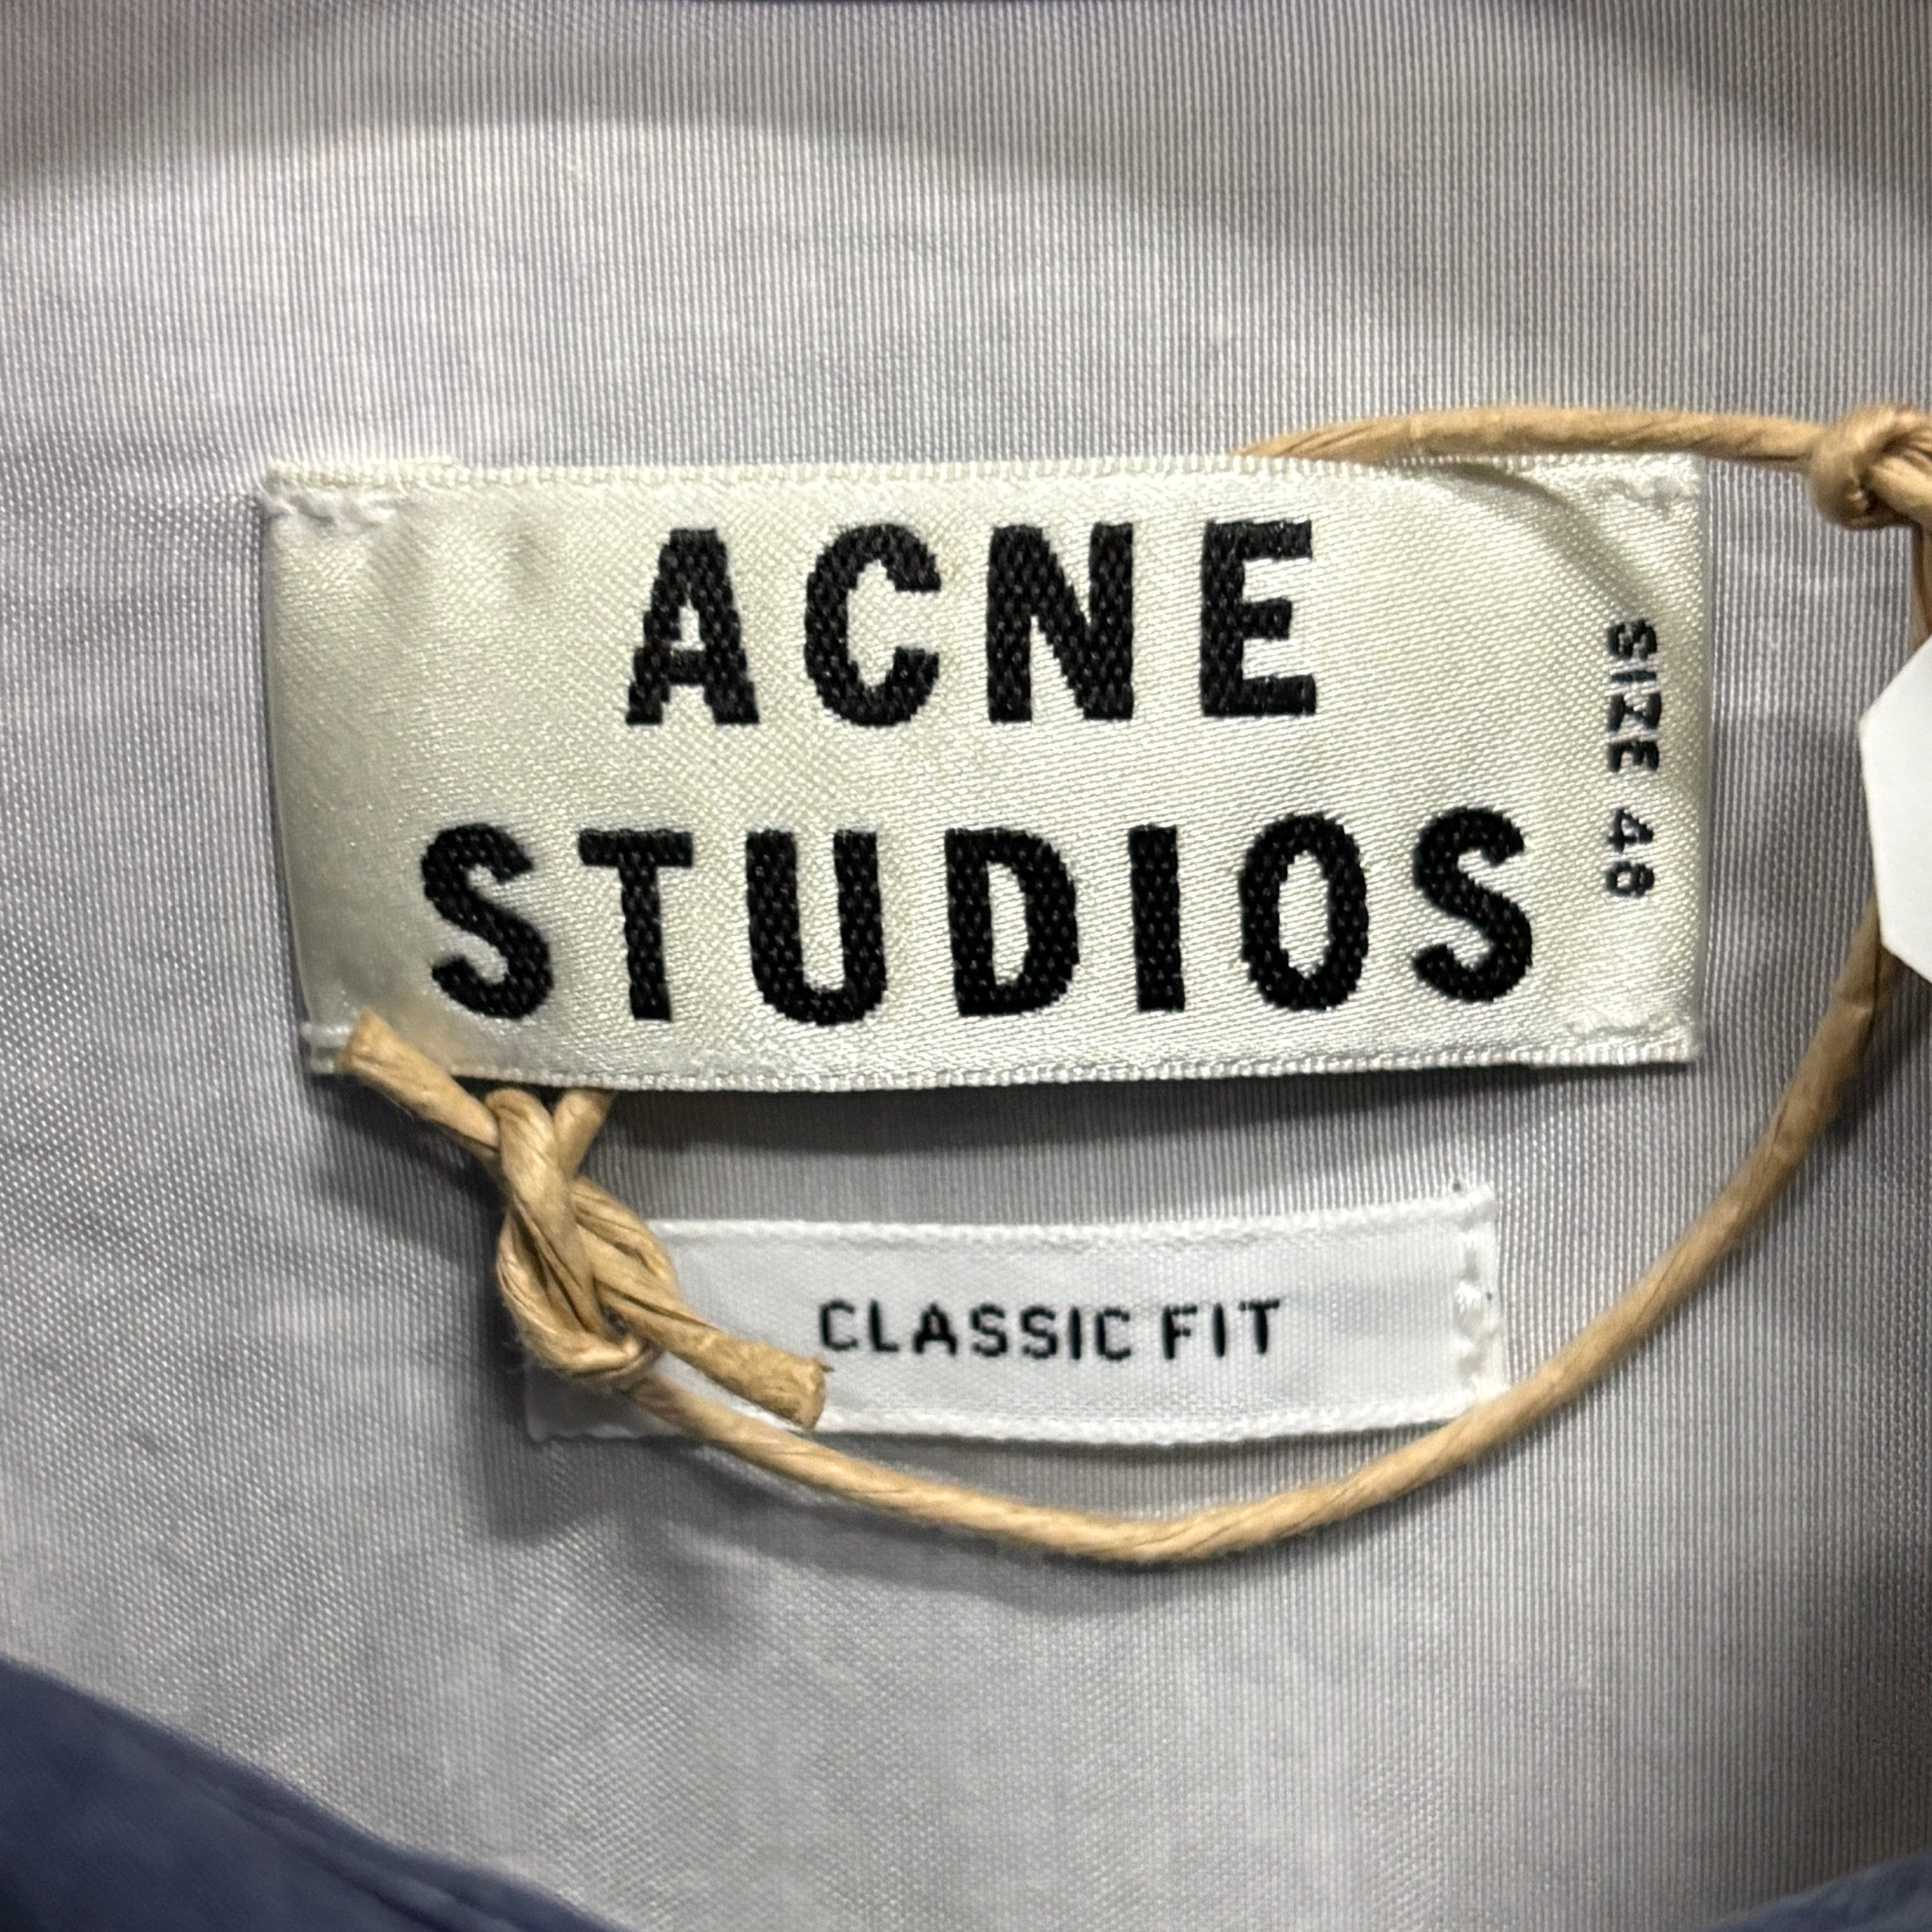 ACNE
STUDIOS
SIZE 48
CLASSIC FIT